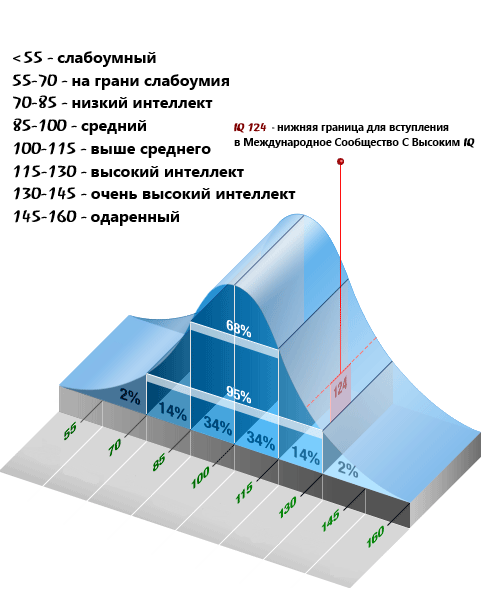 <55 - слабоумный
55-70 - на грани слабоумия
70-85 - низкий интеллект
85-100 - средний
100-115 - выше среднего
115-130 - высокий интеллект
130-145 - очень высокий интеллект
145-160 - одаренный
IQ 124 - нижняя граница для вступления
в Международное Сообщество С Высоким IQ
68%
95%
124
2%
14%
34%
34%
14%
2%
55
70
85
100
115
130
145
160